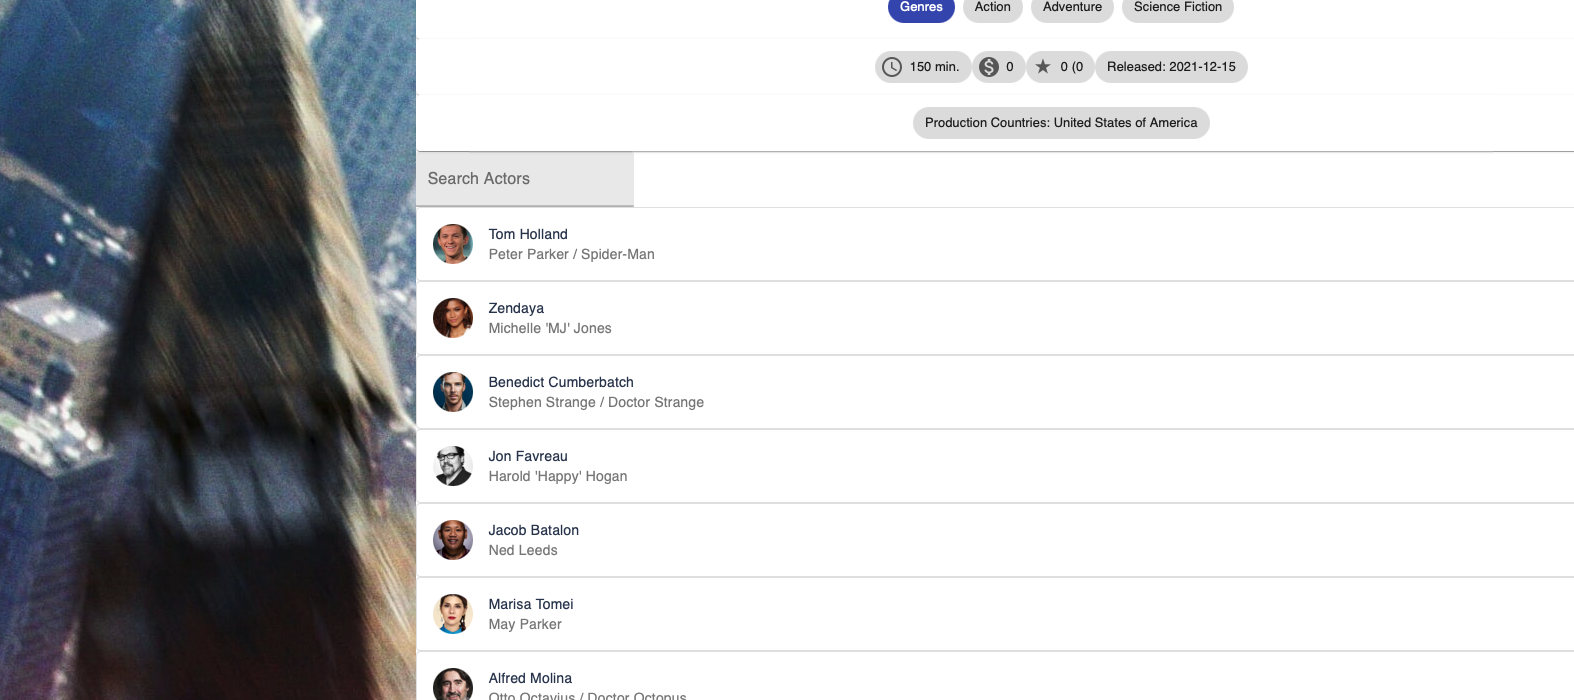 Genres Action Adventure Science Fiction
150 min. 0 0 (0 Released: 2021-12-15
Production Countries: United States of America
Search Actors
Tom Holland
Peter Parker / Spider-Man
Zendaya
Michelle 'MJ' Jones
Benedict Cumberbatch
Stephen Strange / Doctor Strange
Jon Favreau
Harold 'Happy' Hogan
Jacob Batalon
Ned Leeds
Marisa Tomei
May Parker
Alfred Molina
Otto Octavius / Doctor Octopus